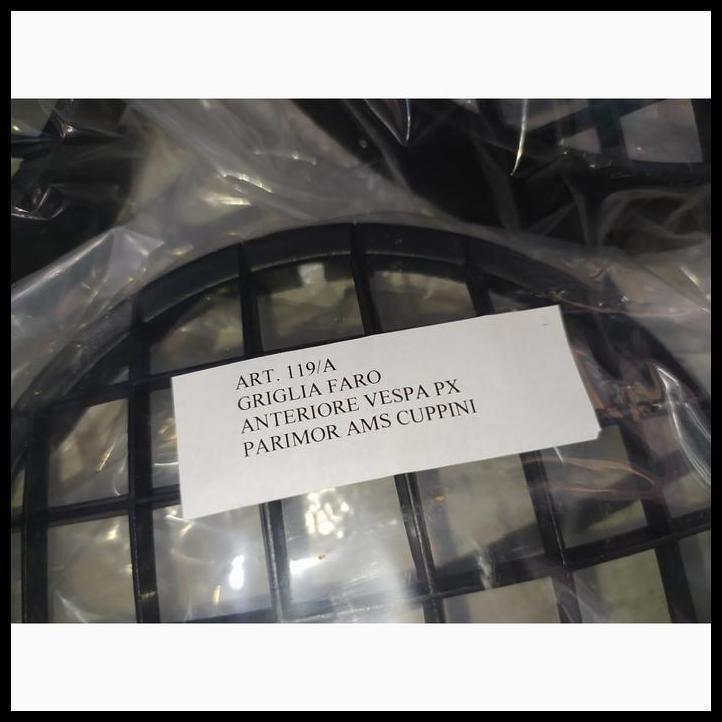 ART. 119/A
GRIGLIA FARO
ANTERIORE VESPA PX
PARIMOR AMS CUPPINI